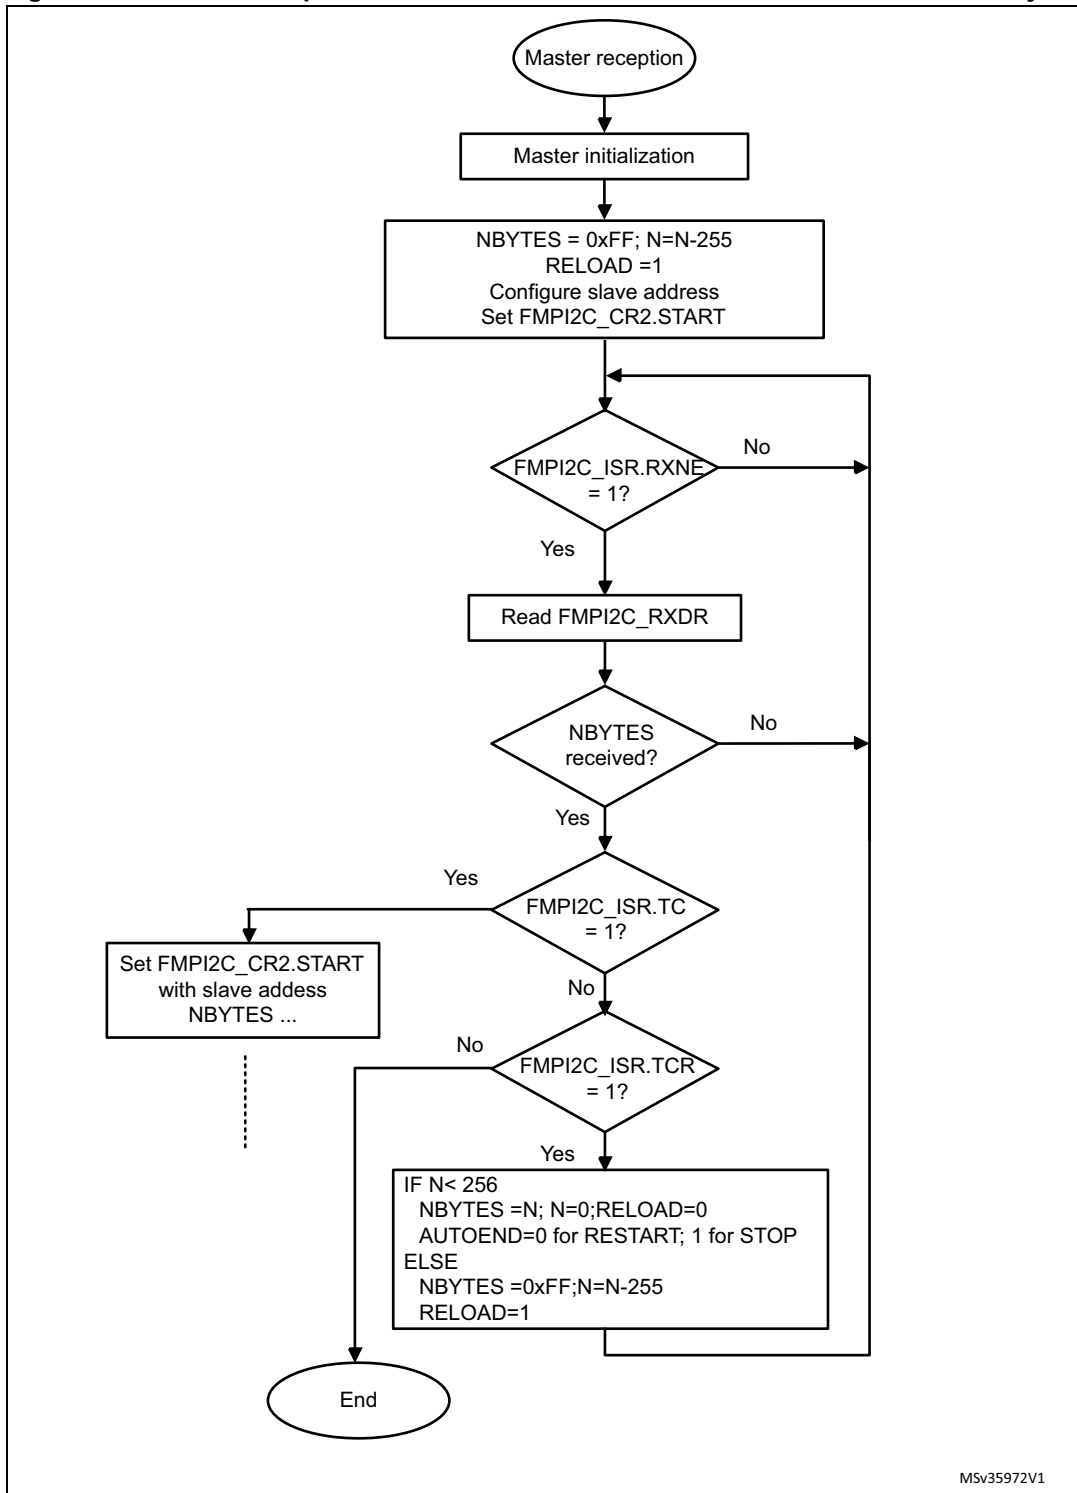 Master reception
Master initialization
NBYTES = 0xFF; N=N-255
RELOAD =1
Configure slave address
Set FMPI2C_CR2.START
FMPI2C_ISR.RXNE
= 1?
No
Yes
Read FMPI2C_RXDR
NBYTES
received?
No
Yes
FMPI2C_ISR.TC
= 1?
Yes
Set FMPI2C_CR2.START
with slave addess
NBYTES ...
No
FMPI2C_ISR.TCR
= 1?
No
Yes
IF N< 256
NBYTES =N; N=0;RELOAD=0
AUTOEND=0 for RESTART; 1 for STOP
ELSE
NBYTES =0xFF;N=N-255
RELOAD=1
End
MSv35972V1